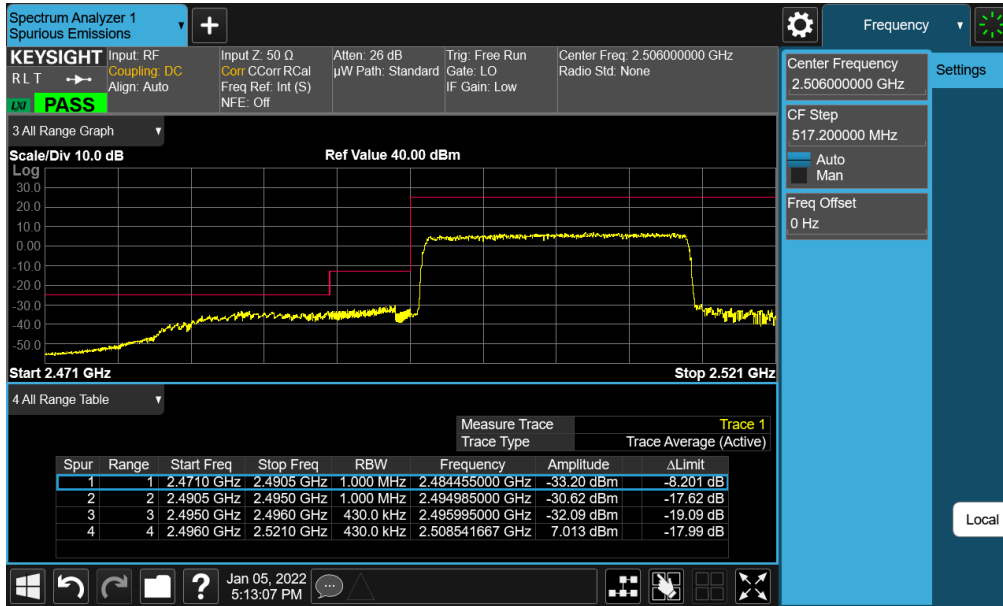 Spectrum Analyzer 1
Spurious Emissions
Frequency
KEYSIGHT Input: RF Input Z: 50 Ω Atten: 26 dB Trig: Free Run Center Freq: 2.506000000 GHz
R L T Coupling: DC Corr CCorr RCal µW Path: Standard Gate: LO Radio Std: None
Align: Auto Freq Ref: Int (S) IF Gain: Low
LXI PASS NFE: Off
Center Frequency
2.506000000 GHz
Settings
CF Step
517.200000 MHz
Auto
Man
Freq Offset
0 Hz
3 All Range Graph
Scale/Div 10.0 dB Ref Value 40.00 dBm
Log
30.0
20.0
10.0
0.00
-10.0
-20.0
-30.0
-40.0
-50.0
Start 2.471 GHz Stop 2.521 GHz
4 All Range Table
Measure Trace Trace 1
Trace Type Trace Average (Active)
Spur Range Start Freq Stop Freq RBW Frequency Amplitude ΔLimit
1 1 2.4710 GHz 2.4905 GHz 1.000 MHz 2.484455000 GHz -33.20 dBm -8.201 dB
2 2 2.4905 GHz 2.4950 GHz 1.000 MHz 2.494985000 GHz -30.62 dBm -17.62 dB
3 3 2.4950 GHz 2.4960 GHz 430.0 kHz 2.495995000 GHz -32.09 dBm -19.09 dB
4 4 2.4960 GHz 2.5210 GHz 430.0 kHz 2.508541667 GHz 7.013 dBm -17.99 dB
Local
Jan 05, 2022
5:13:07 PM